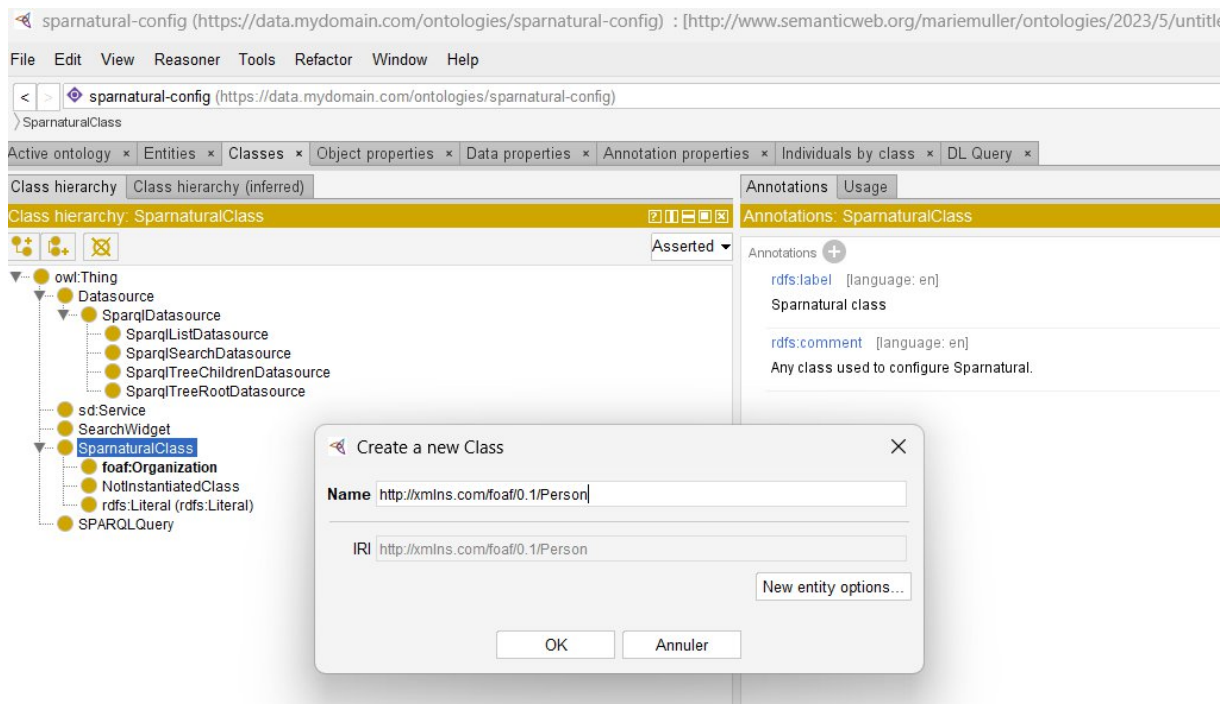 sparnatural-config (https://data.mydomain.com/ontologies/sparnatural-config) : [http://www.semanticweb.org/mariemuller/ontologies/2023/5/untitle
File Edit View Reasoner Tools Refactor Window Help
< > sparnatural-config (https://data.mydomain.com/ontologies/sparnatural-config)
SparnaturalClass
Active ontology × Entities × Classes × Object properties × Data properties × Annotation properties × Individuals by class × DL Query ×
Class hierarchy Class hierarchy (inferred) Annotations Usage
Class hierarchy: SparnaturalClass Annotations: SparnaturalClass
Asserted
Annotations
owl:Thing
Datasource
SparqlDatasource
SparqlListDatasource
SparqlSearchDatasource
SparqlTreeChildrenDatasource
SparqlTreeRootDatasource
sd:Service
SearchWidget
SparnaturalClass
foaf:Organization
NotInstantiatedClass
rdfs:Literal (rdfs:Literal)
SPARQLQuery
rdfs:label [language: en]
Sparnatural class
rdfs:comment [language: en]
Any class used to configure Sparnatural.
Create a new Class
Name http://xmlns.com/foaf/0.1/Person
IRI http://xmlns.com/foaf/0.1/Person
New entity options...
OK Annuler